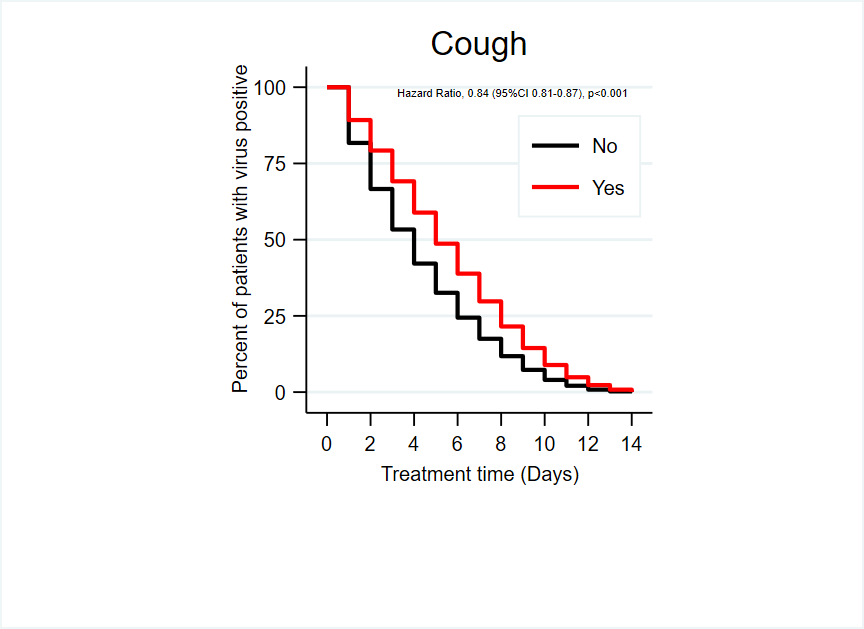 Cough
Hazard Ratio, 0.84 (95%CI 0.81-0.87), p<0.001
No
Yes
Percent of patients with virus positive
100
75
50
25
0
0 2 4 6 8 10 12 14
Treatment time (Days)